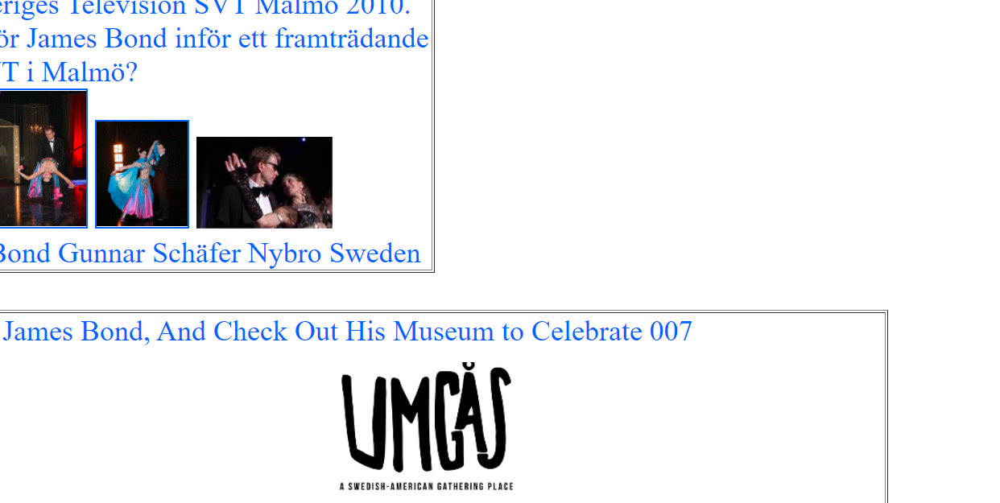 Sveriges Television SVT Malmö 2010.
ör James Bond inför ett framträdande
T i Malmö?
Bond Gunnar Schäfer Nybro Sweden
James Bond, And Check Out His Museum to Celebrate 007
UMGÅS
A SWEDISH-AMERICAN GATHERING PLACE